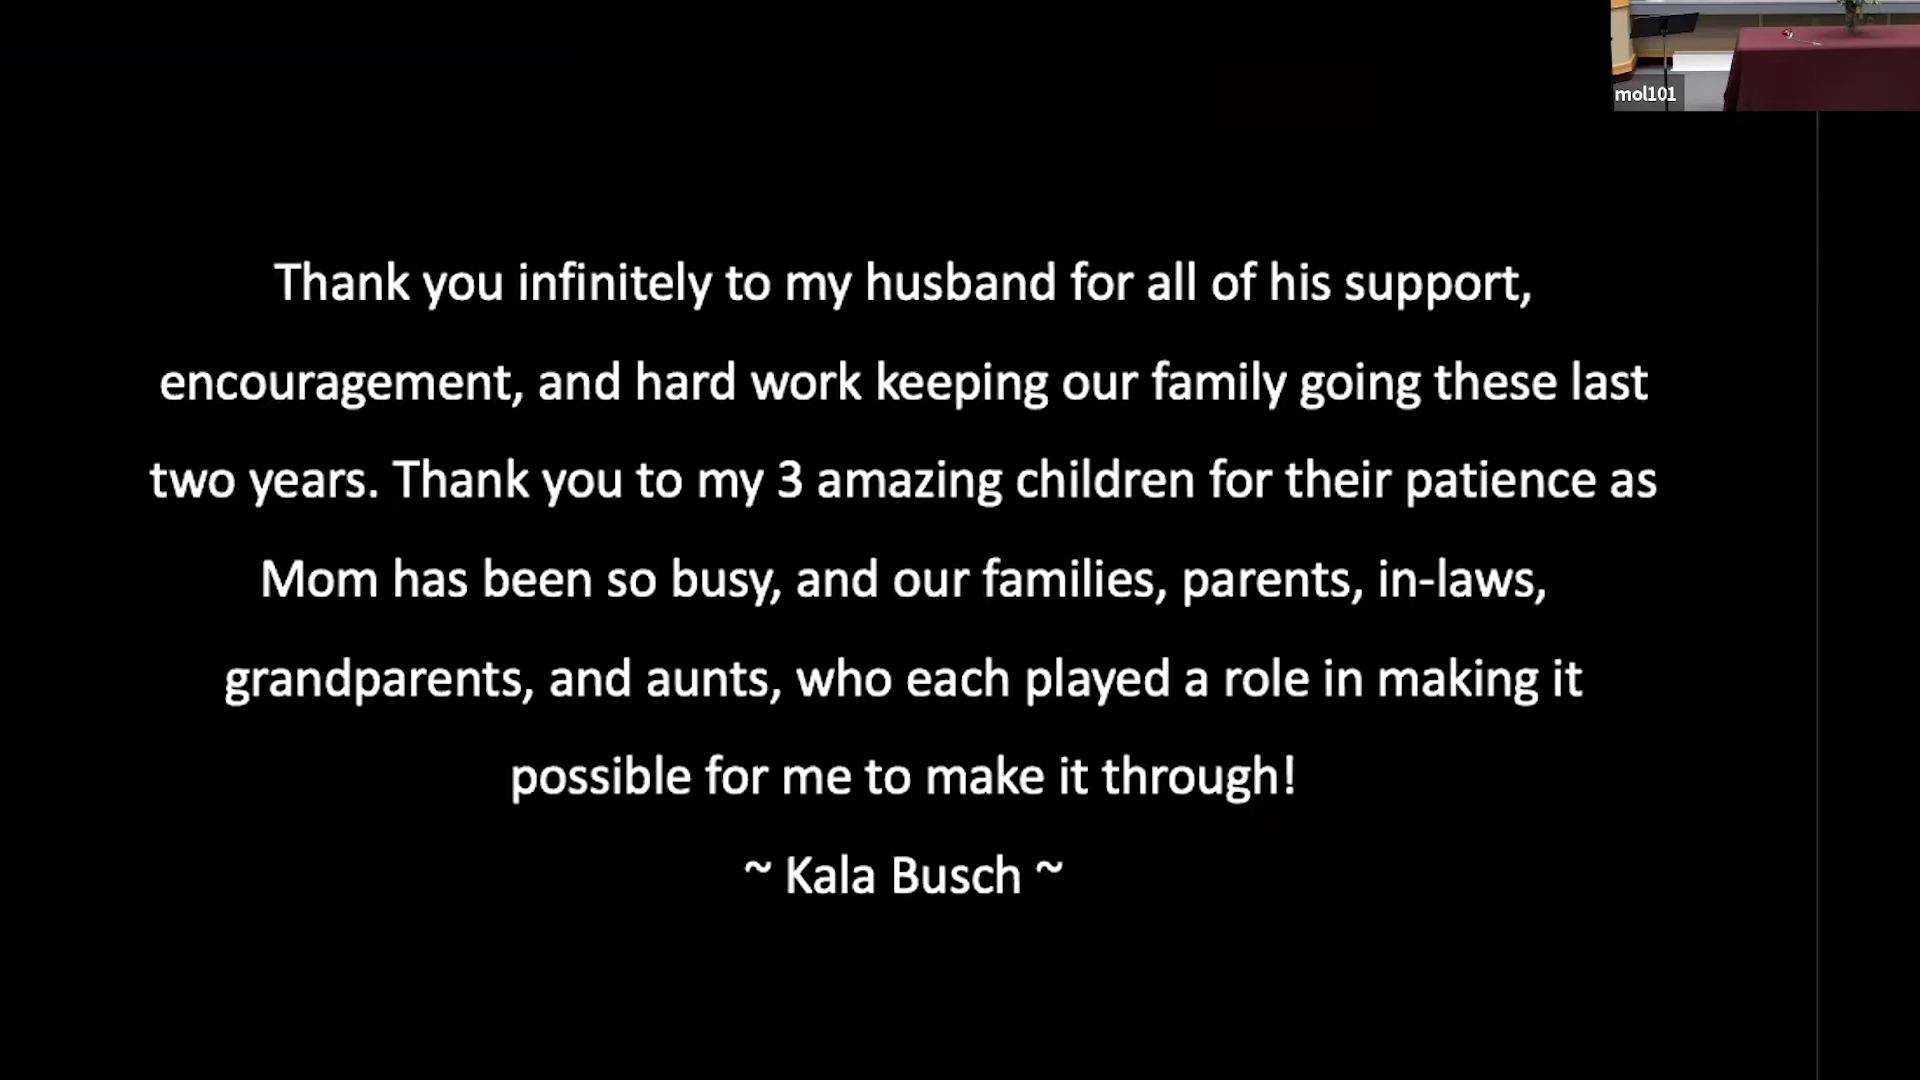 mol101
Thank you infinitely to my husband for all of his support,
encouragement, and hard work keeping our family going these last
two years. Thank you to my 3 amazing children for their patience as
Mom has been so busy, and our families, parents, in-laws,
grandparents, and aunts, who each played a role in making it
possible for me to make it through!
~ Kala Busch ~